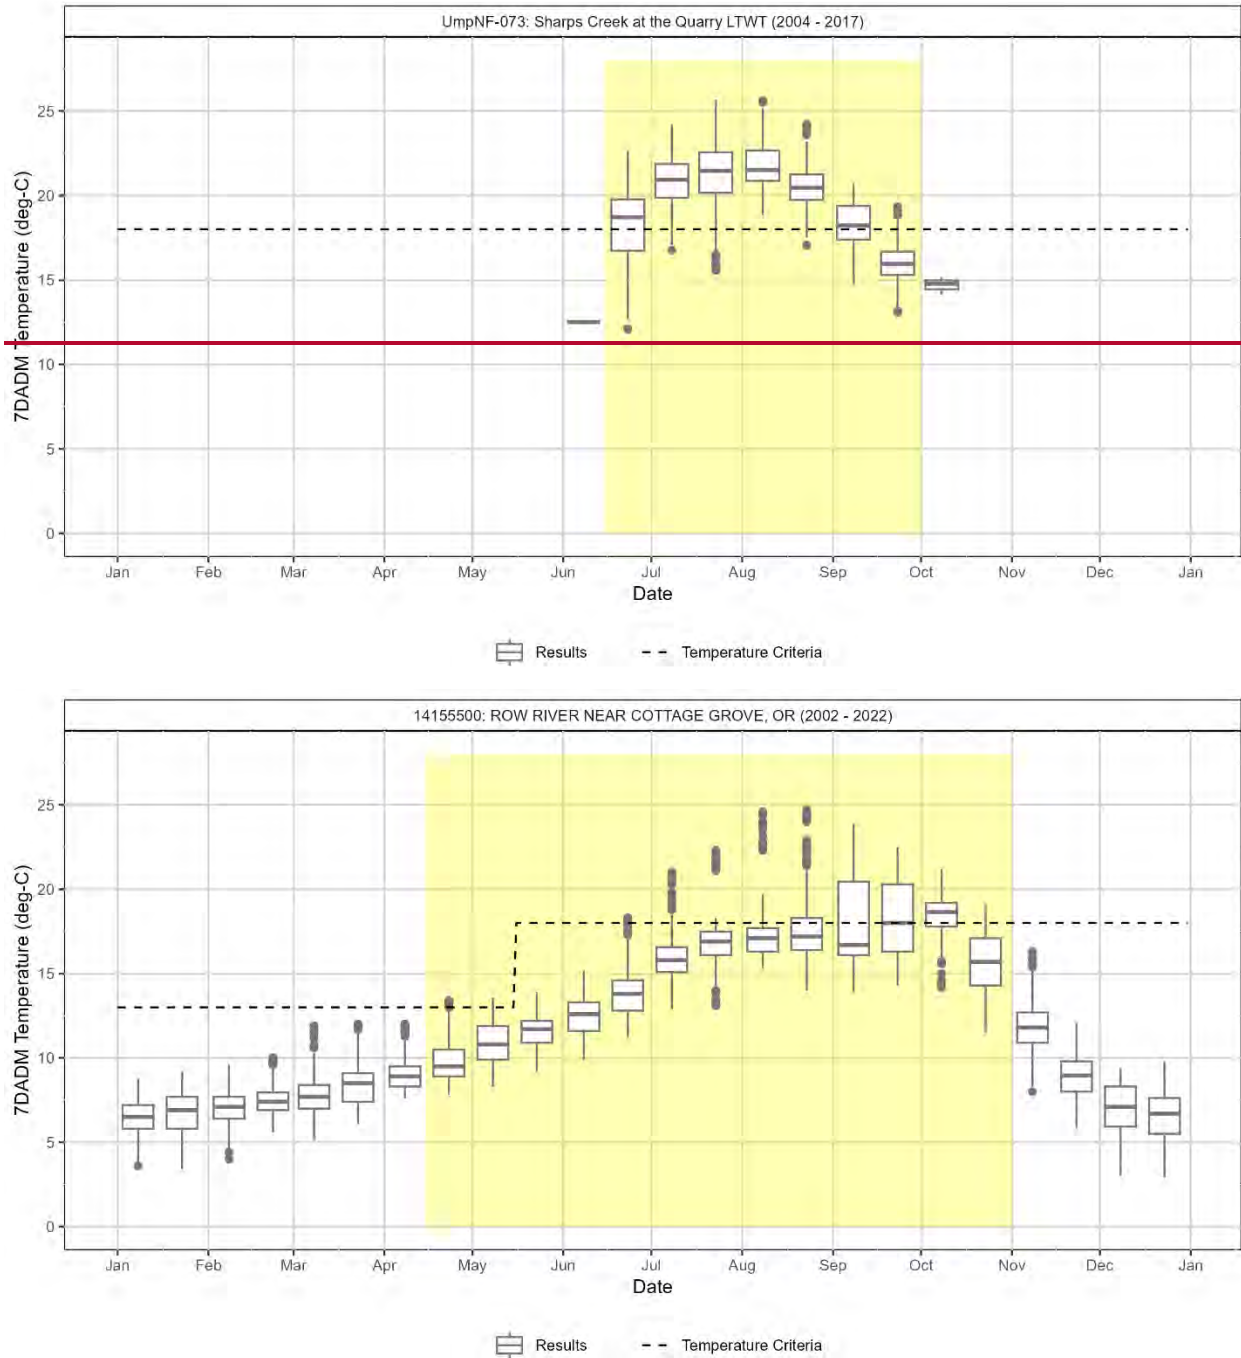 UmpNF-073: Sharps Creek at the Quarry LTWT (2004 - 2017)
25
20
15
10
5
0
7DADM Temperature (deg-C)
Jan Feb Mar Apr May Jun Jul Aug Sep Oct Nov Dec Jan
Date
Results Temperature Criteria
14155500: ROW RIVER NEAR COTTAGE GROVE, OR (2002 - 2022)
25
20
15
10
5
0
7DADM Temperature (deg-C)
Jan Feb Mar Apr May Jun Jul Aug Sep Oct Nov Dec Jan
Date
Results Temperature Criteria